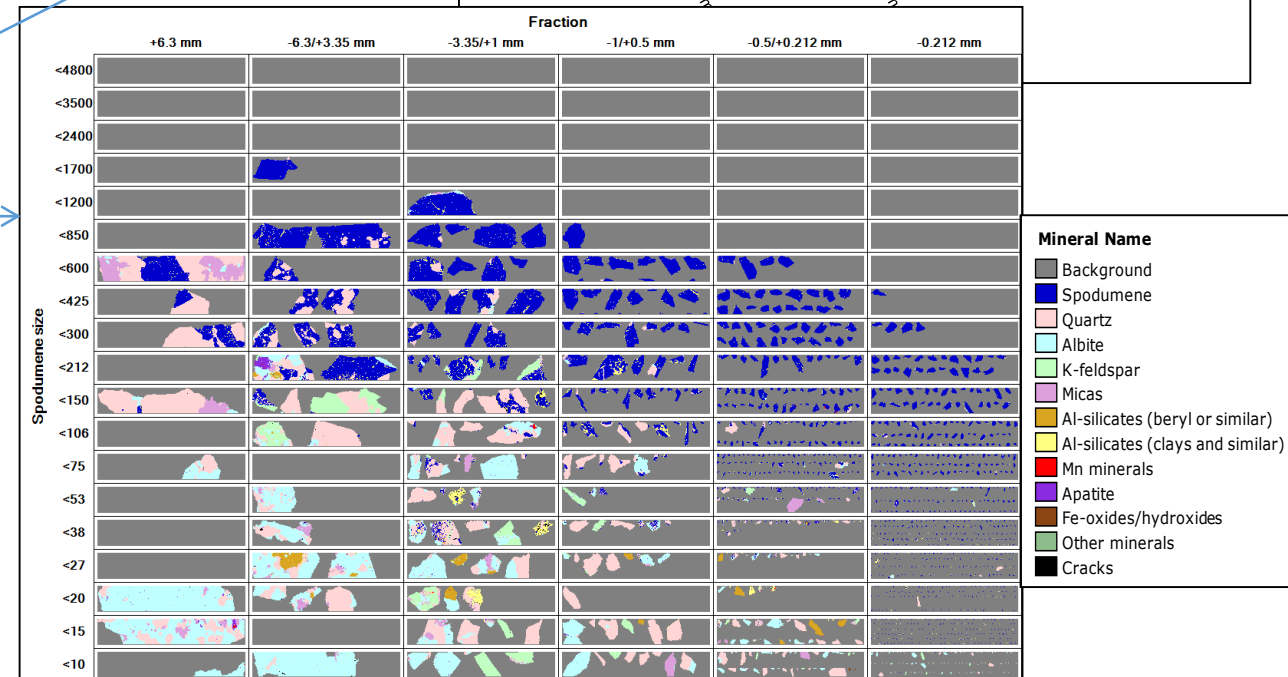 Fraction
+6.3 mm -6.3/+3.35 mm -3.35/+1 mm -1/+0.5 mm -0.5/+0.212 mm -0.212 mm
Spodumene size
<4800
<3500
<2400
<1700
<1200
<850
<600
<425
<300
<212
<150
<106
<75
<53
<38
<27
<20
<15
<10
Mineral Name
Background
Spodumene
Quartz
Albite
K-feldspar
Micas
Al-silicates (beryl or similar)
Al-silicates (clays and similar)
Mn minerals
Apatite
Fe-oxides/hydroxides
Other minerals
Cracks